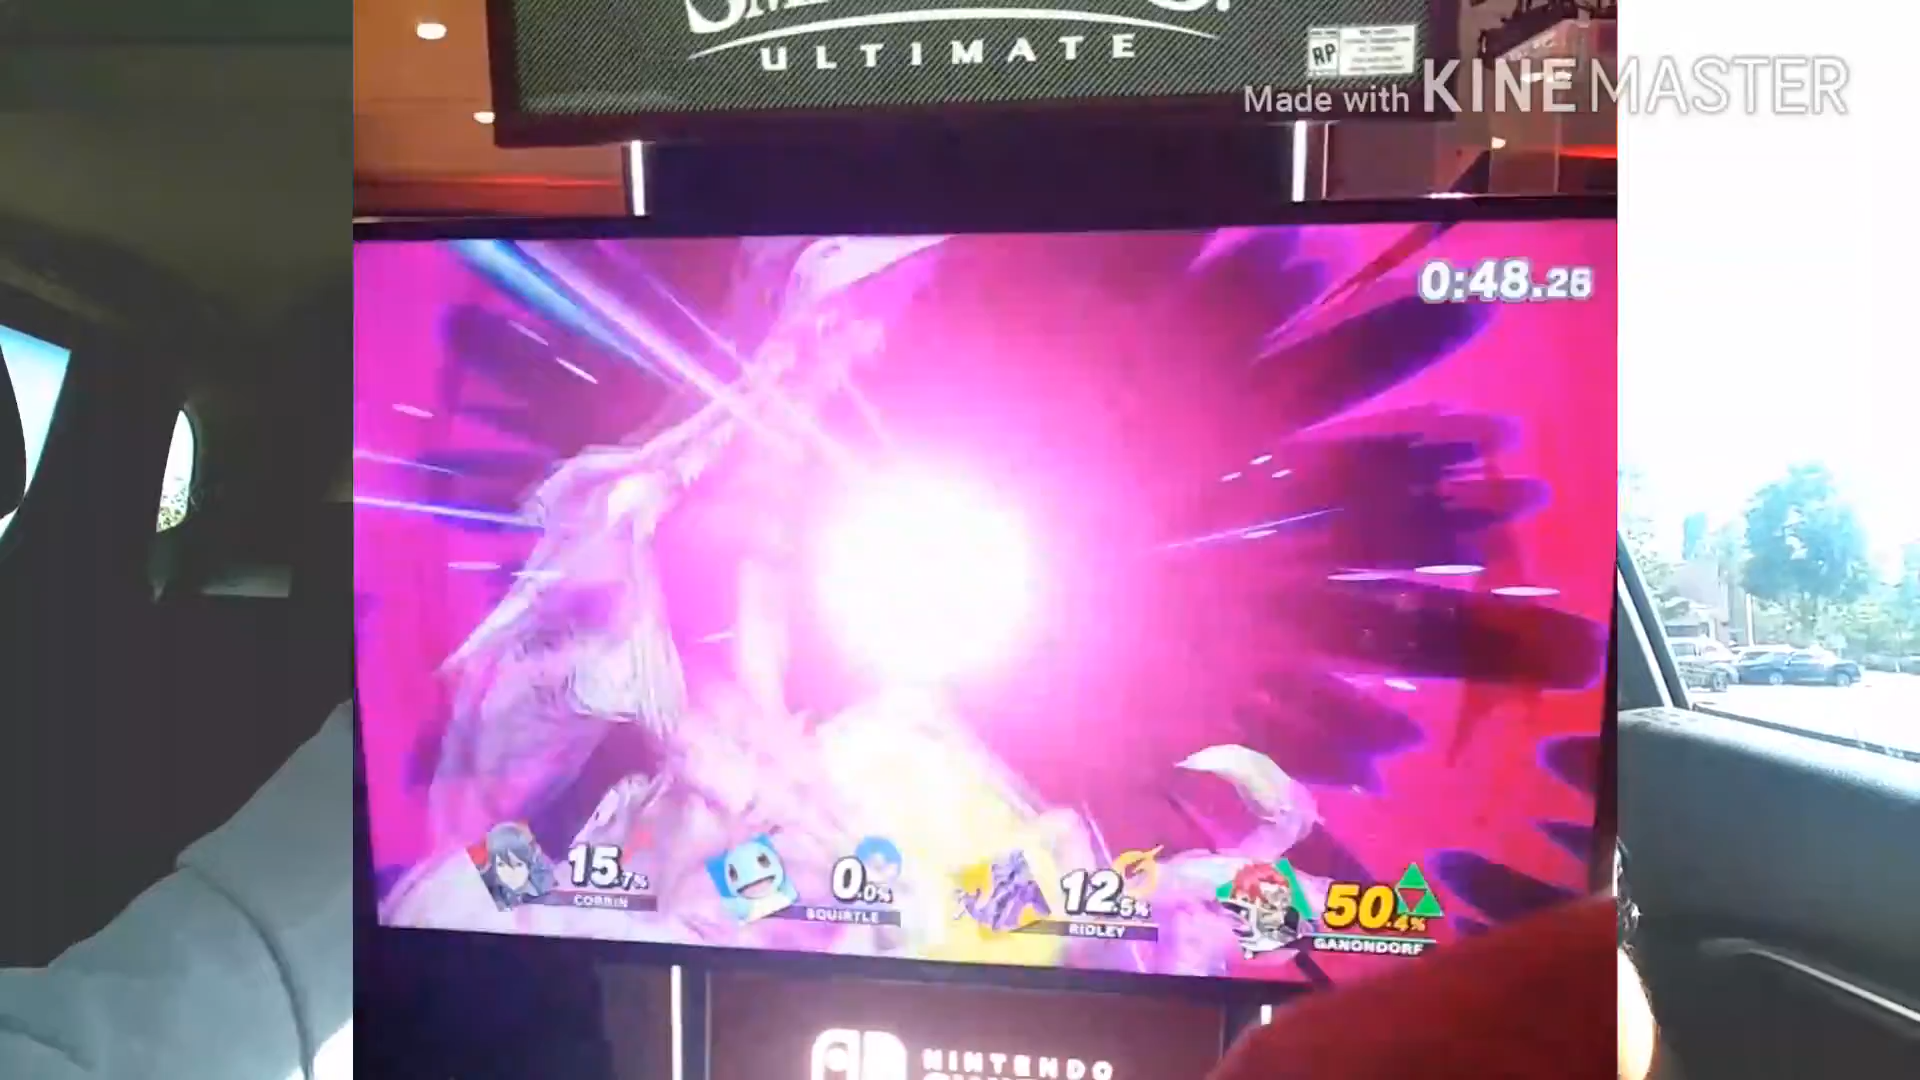 ULTIMATE
RP
Made with KINEMASTER
0:48.26
15.7%
CORRIN
0.0%
SQUIRTLE
12.5%
RIDLEY
50.4%
GANONDORF
NINTENDO